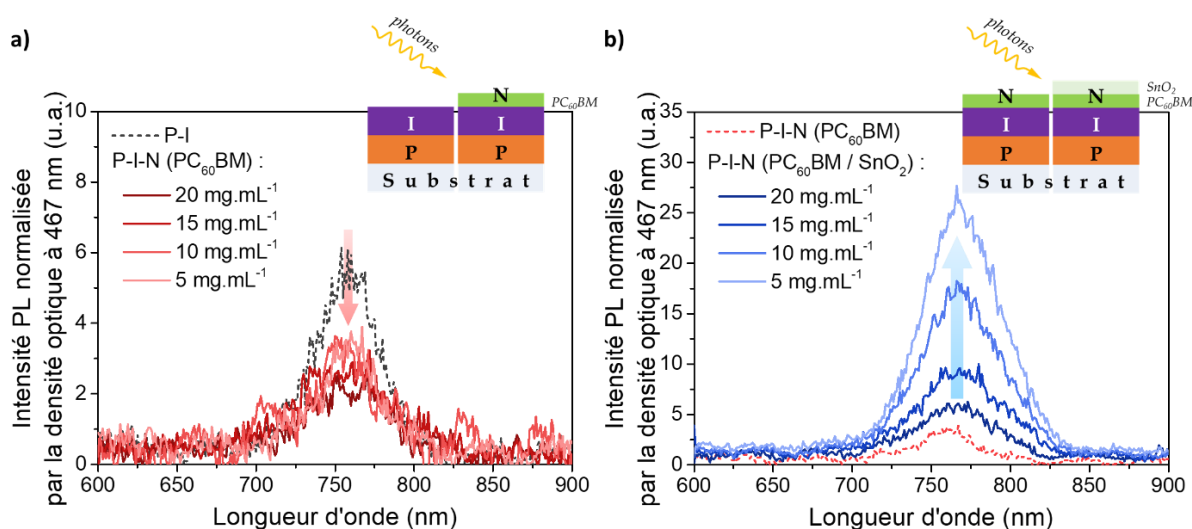 a)
photons
N
PC₆₀BM
I I
P P
Substrat
10
8
6
4
2
0
Intensité PL normalisée
par la densité optique à 467 nm (u.a.)
P-I
P-I-N (PC₆₀BM) :
20 mg.mL⁻¹
15 mg.mL⁻¹
10 mg.mL⁻¹
5 mg.mL⁻¹
600 650 700 750 800 850 900
Longueur d'onde (nm)
b)
photons
SnO₂
N N
PC₆₀BM
I I
P P
Substrat
35
30
25
20
15
10
5
0
Intensité PL normalisée
par la densité optique à 467 nm (u.a.)
P-I-N (PC₆₀BM)
P-I-N (PC₆₀BM / SnO₂) :
20 mg.mL⁻¹
15 mg.mL⁻¹
10 mg.mL⁻¹
5 mg.mL⁻¹
600 650 700 750 800 850 900
Longueur d'onde (nm)